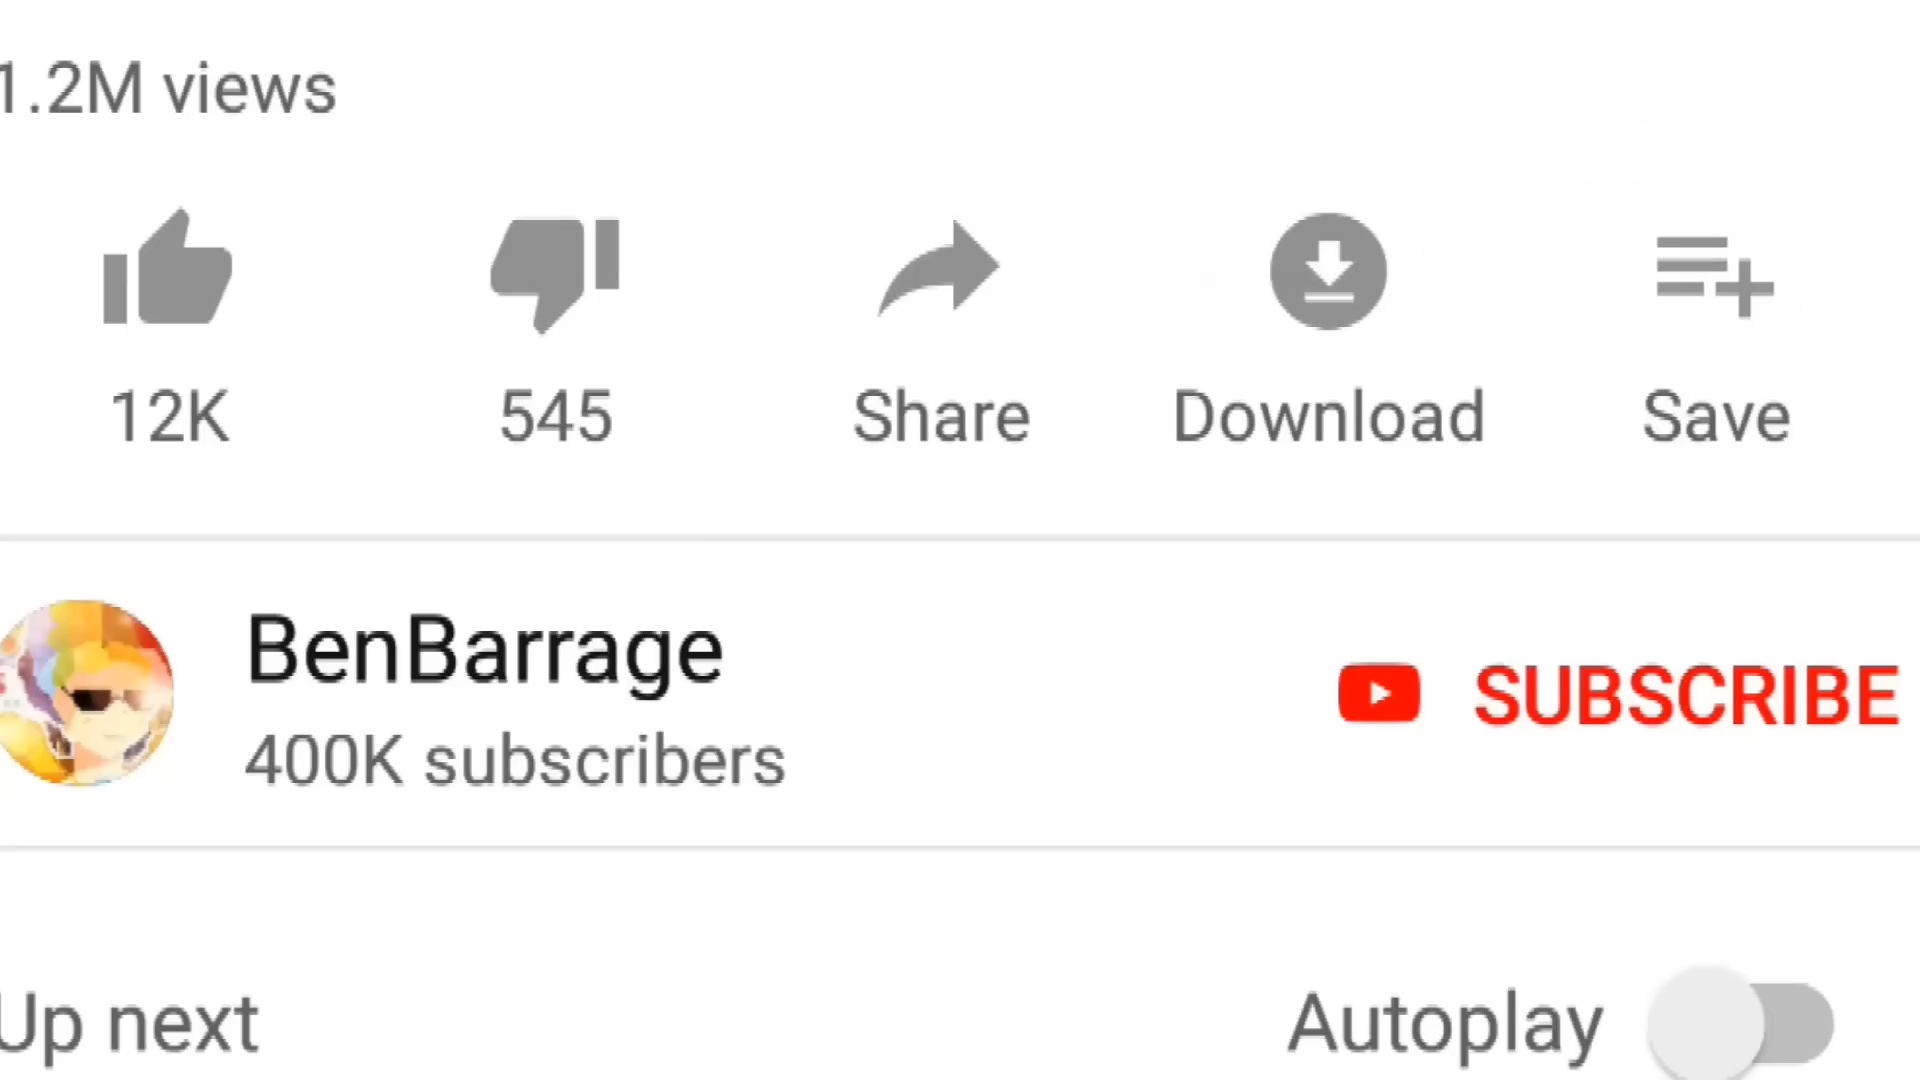 1.2M views
12K 545 Share Download Save
BenBarrage
400K subscribers
SUBSCRIBE
Up next Autoplay